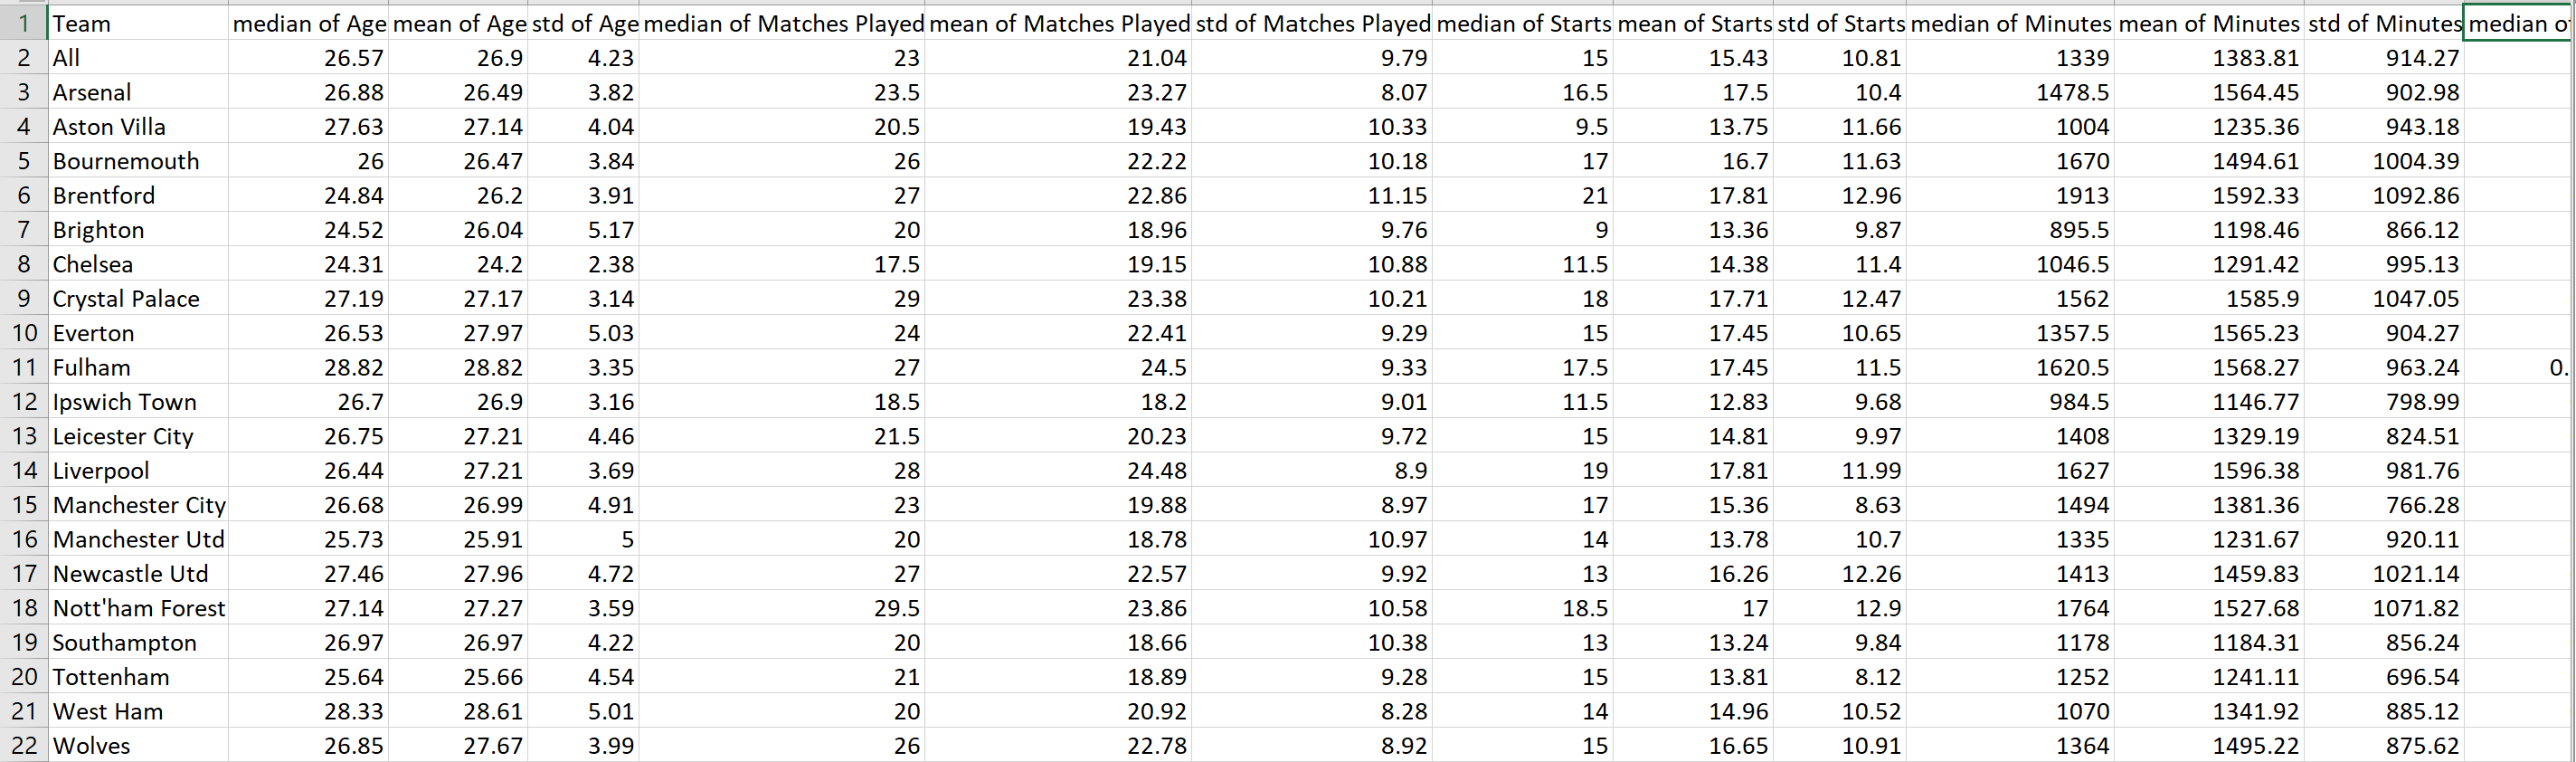 1 Team median of Age mean of Age std of Age median of Matches Played mean of Matches Played std of Matches Played median of Starts mean of Starts std of Starts median of Minutes mean of Minutes std of Minutes median of
2 All 26.57 26.9 4.23 23 21.04 9.79 15 15.43 10.81 1339 1383.81 914.27
3 Arsenal 26.88 26.49 3.82 23.5 23.27 8.07 16.5 17.5 10.4 1478.5 1564.45 902.98
4 Aston Villa 27.63 27.14 4.04 20.5 19.43 10.33 9.5 13.75 11.66 1004 1235.36 943.18
5 Bournemouth 26 26.47 3.84 26 22.22 10.18 17 16.7 11.63 1670 1494.61 1004.39
6 Brentford 24.84 26.2 3.91 27 22.86 11.15 21 17.81 12.96 1913 1592.33 1092.86
7 Brighton 24.52 26.04 5.17 20 18.96 9.76 9 13.36 9.87 895.5 1198.46 866.12
8 Chelsea 24.31 24.2 2.38 17.5 19.15 10.88 11.5 14.38 11.4 1046.5 1291.42 995.13
9 Crystal Palace 27.19 27.17 3.14 29 23.38 10.21 18 17.71 12.47 1562 1585.9 1047.05
10 Everton 26.53 27.97 5.03 24 22.41 9.29 15 17.45 10.65 1357.5 1565.23 904.27
11 Fulham 28.82 28.82 3.35 27 24.5 9.33 17.5 17.45 11.5 1620.5 1568.27 963.24 0.
12 Ipswich Town 26.7 26.9 3.16 18.5 18.2 9.01 11.5 12.83 9.68 984.5 1146.77 798.99
13 Leicester City 26.75 27.21 4.46 21.5 20.23 9.72 15 14.81 9.97 1408 1329.19 824.51
14 Liverpool 26.44 27.21 3.69 28 24.48 8.9 19 17.81 11.99 1627 1596.38 981.76
15 Manchester City 26.68 26.99 4.91 23 19.88 8.97 17 15.36 8.63 1494 1381.36 766.28
16 Manchester Utd 25.73 25.91 5 20 18.78 10.97 14 13.78 10.7 1335 1231.67 920.11
17 Newcastle Utd 27.46 27.96 4.72 27 22.57 9.92 13 16.26 12.26 1413 1459.83 1021.14
18 Nott'ham Forest 27.14 27.27 3.59 29.5 23.86 10.58 18.5 17 12.9 1764 1527.68 1071.82
19 Southampton 26.97 26.97 4.22 20 18.66 10.38 13 13.24 9.84 1178 1184.31 856.24
20 Tottenham 25.64 25.66 4.54 21 18.89 9.28 15 13.81 8.12 1252 1241.11 696.54
21 West Ham 28.33 28.61 5.01 20 20.92 8.28 14 14.96 10.52 1070 1341.92 885.12
22 Wolves 26.85 27.67 3.99 26 22.78 8.92 15 16.65 10.91 1364 1495.22 875.62